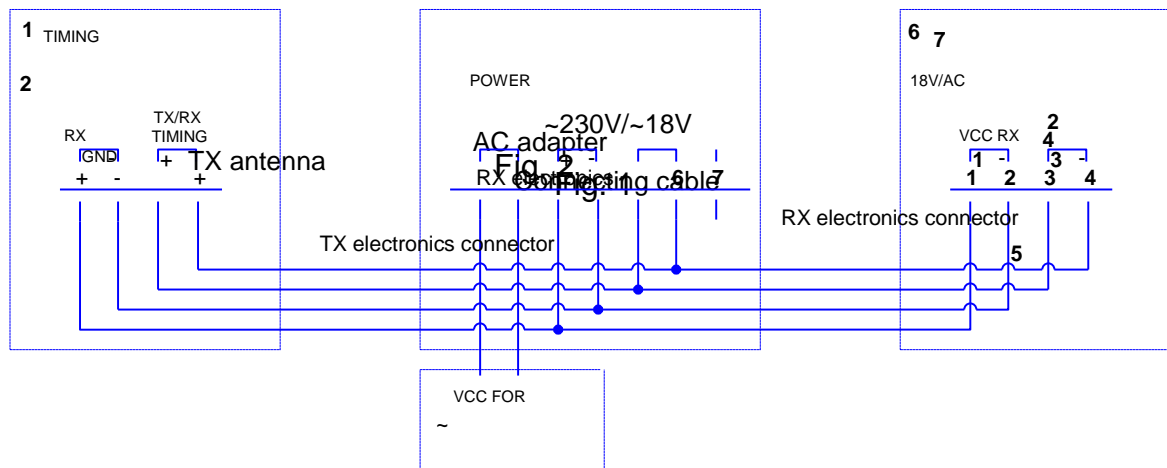 1 TIMING
6 7
2
POWER
18V/AC
RX
TX/RX
TIMING
~230V/~18V
AC adapter
VCC RX
2
4
GND -
+ TX antenna
Fig. 2
- 
1 - 3 -
+ - +
RX electronics
Connecting cable
Fig. 1
6 7
1 2 3 4
TX electronics connector
RX electronics connector
5
VCC FOR
~